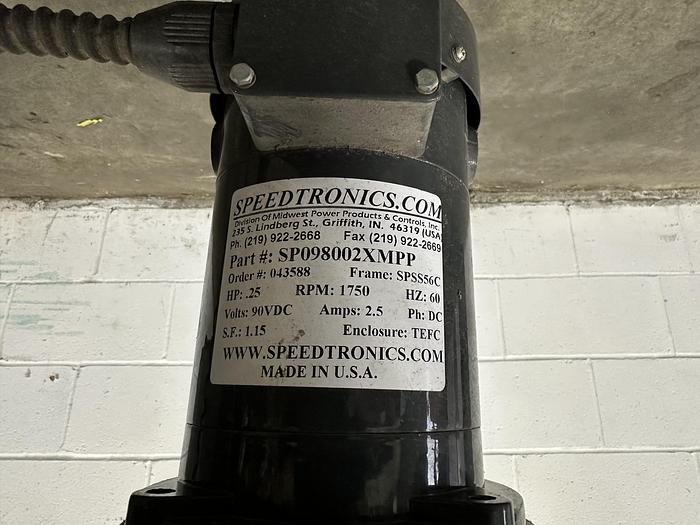 SPEEDTRONICS.COM
Division Of Midwest Power Products & Controls, Inc.
235 S. Lindberg St., Griffith, IN. 46319 (USA)
Ph. (219) 922-2668 Fax (219) 922-2669
Part #: SP098002XMPP
Order #: 043588 Frame: SPSS56C
HP: .25 RPM: 1750 HZ: 60
Volts: 90VDC Amps: 2.5 Ph: DC
S.F.: 1.15 Enclosure: TEFC
WWW.SPEEDTRONICS.COM
MADE IN U.S.A.